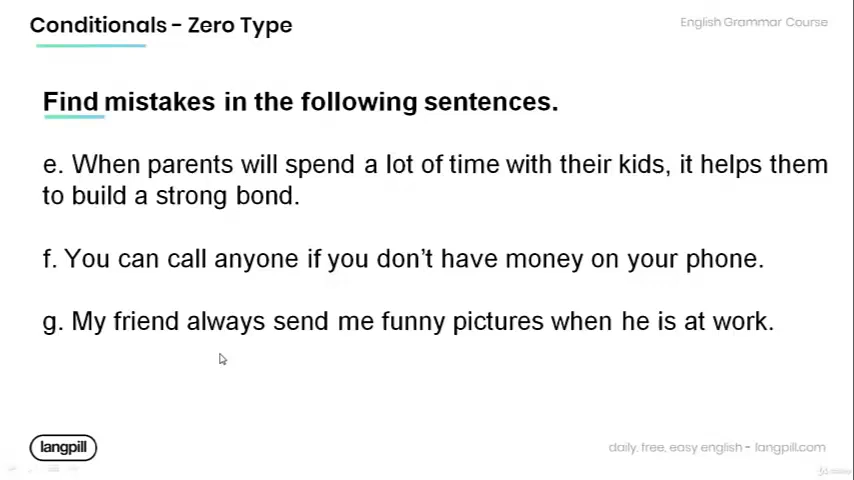 Conditionals - Zero Type
English Grammar Course
Find mistakes in the following sentences.
e. When parents will spend a lot of time with their kids, it helps them
to build a strong bond.
f. You can call anyone if you don’t have money on your phone.
g. My friend always send me funny pictures when he is at work.
langpill
daily, free, easy english - langpill.com